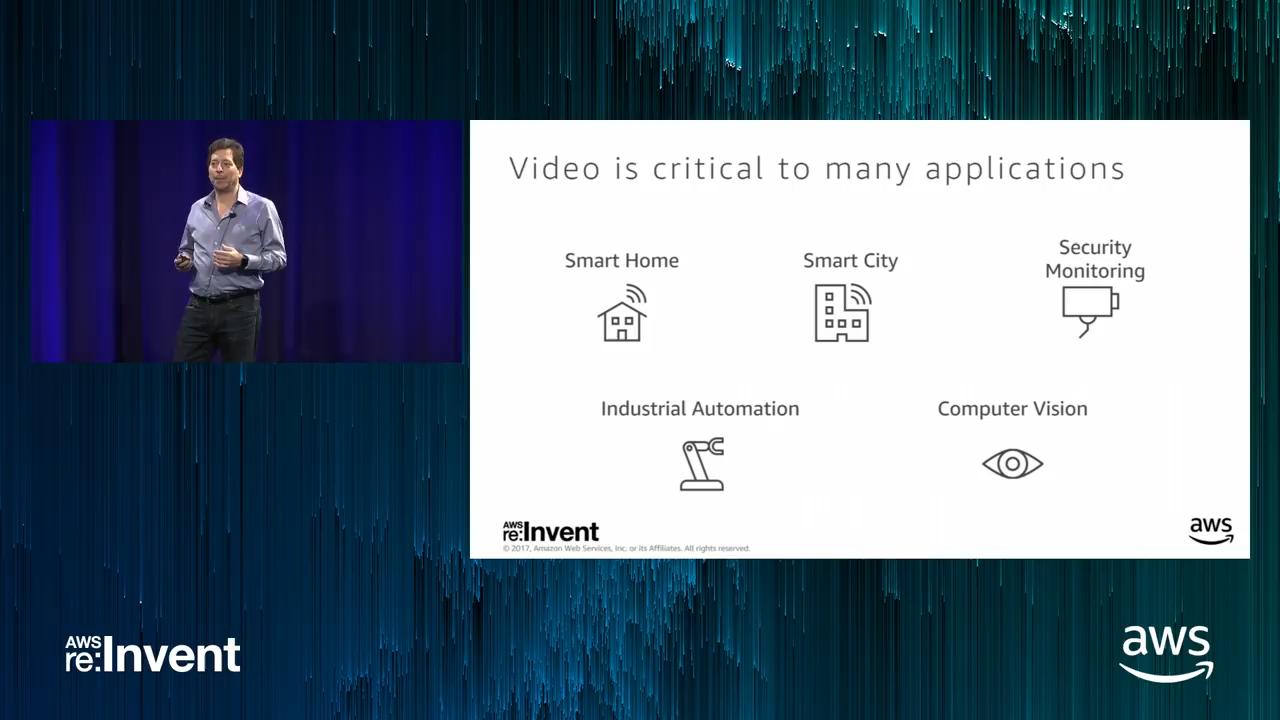 Video is critical to many applications
Smart Home
Smart City
Security
Monitoring
Industrial Automation
Computer Vision
AWS
re:Invent
© 2017, Amazon Web Services, Inc. or its Affiliates. All rights reserved.
aws
AWS
re:Invent
aws